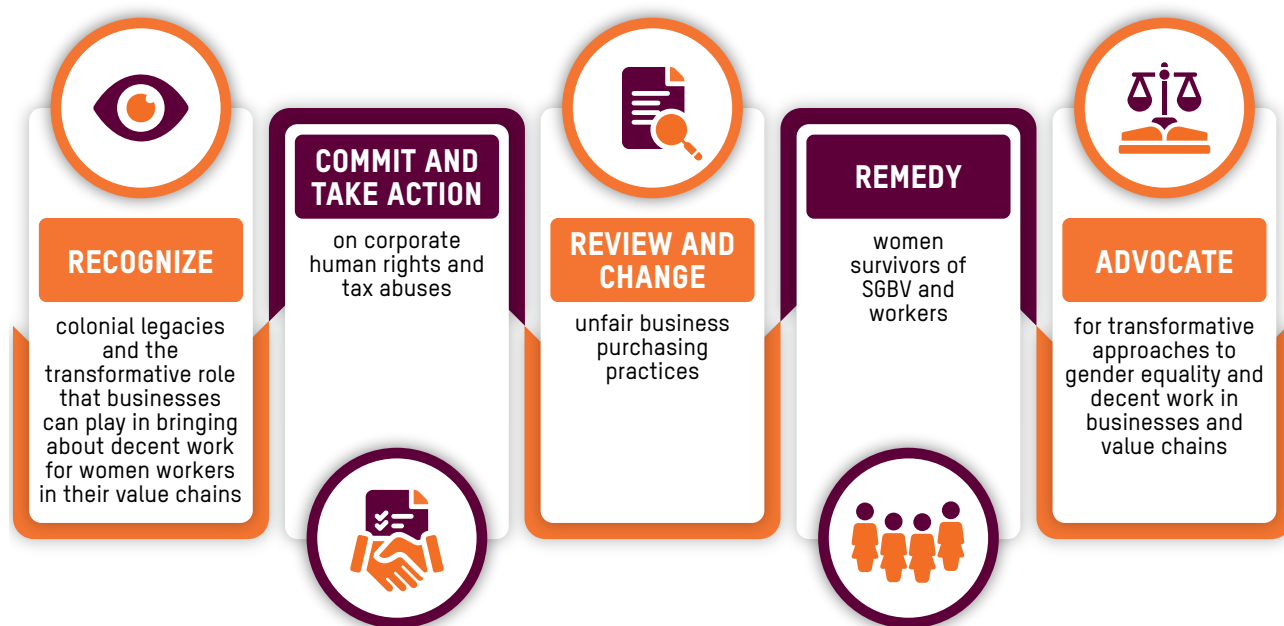 RECOGNIZE
colonial legacies
and the
transformative role
that businesses
can play in bringing
about decent work
for women workers
in their value chains
COMMIT AND
TAKE ACTION
on corporate
human rights and
tax abuses
REVIEW AND
CHANGE
unfair business
purchasing
practices
REMEDY
women
survivors of
SGBV and
workers
ADVOCATE
for transformative
approaches to
gender equality and
decent work in
businesses and
value chains